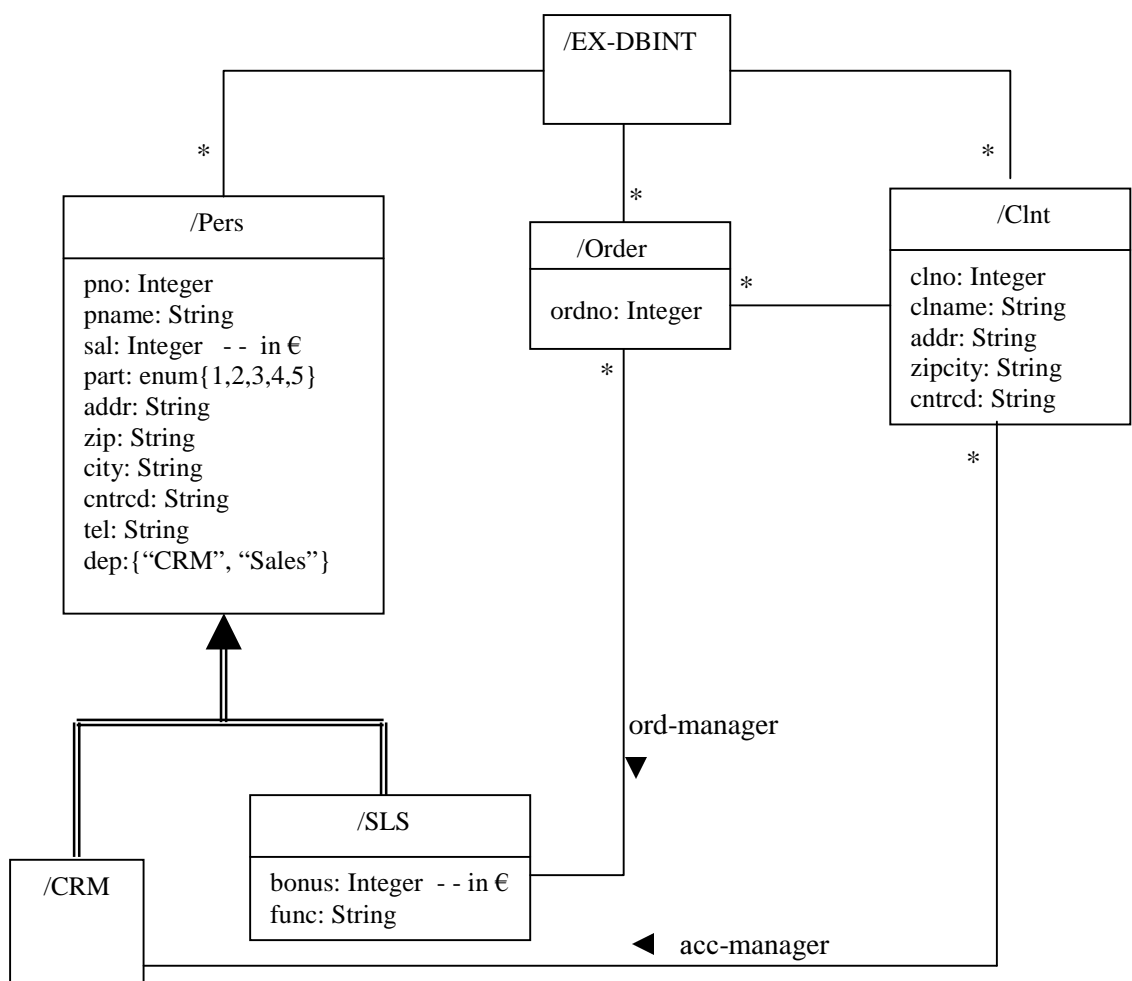 /EX-DBINT
*
*
*
/Pers
pno: Integer
pname: String
sal: Integer - - in €
part: enum{1,2,3,4,5}
addr: String
zip: String
city: String
cntrcd: String
tel: String
dep:{“CRM”, “Sales”}
/Order
ordno: Integer
*
*
/Clnt
clno: Integer
clname: String
addr: String
zipcity: String
cntrcd: String
*
ord-manager
/SLS
bonus: Integer - - in €
func: String
/CRM
acc-manager